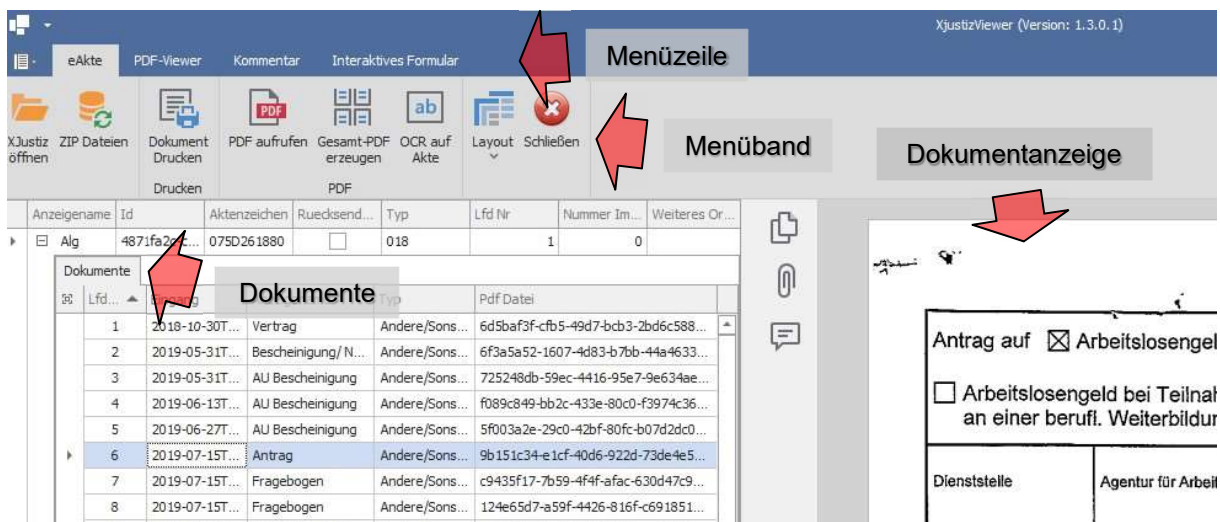 XjustizViewer (Version: 1.3.0.1)
eAkte PDF-Viewer Kommentar Interaktives Formular
Menüzeile
XJustiz öffnen
ZIP Dateien
Dokument Drucken
PDF aufrufen
Gesamt-PDF erzeugen
OCR auf Akte
Layout
Schließen
Drucken PDF
Menüband
Dokumentanzeige
Anzeigename Id Aktenzeichen Ruecksend... Typ Lfd Nr Nummer Im... Weiteres Or...
Alg 075D261880 018 1 0
Dokumente
Dokumente
Lfd... Eingang Typ Pdf Datei
1 2018-10-30T... Vertrag Andere/Sons... 6d5baf3f-cfb5-49d7-bcb3-2bd6c588...
2 2019-05-31T... Bescheinigung/ N... Andere/Sons... 6f3a5a52-1607-4d83-b7bb-44a4633...
3 2019-05-31T... AU Bescheinigung Andere/Sons... 725248db-59ec-4416-95e7-9e634ae...
4 2019-06-13T... AU Bescheinigung Andere/Sons... f089c849-bb2c-433e-80c0-f3974c36...
5 2019-06-27T... AU Bescheinigung Andere/Sons... 5f003a2e-29c0-42bf-80fc-b07d2dc0...
6 2019-07-15T... Antrag Andere/Sons... 9b151c34-e1cf-40d6-922d-73de4e5...
7 2019-07-15T... Fragebogen Andere/Sons... c9435f17-7b59-4f4f-afac-630d47c9...
8 2019-07-15T... Fragebogen Andere/Sons... 124e65d7-a59f-4426-816f-c691851...
Antrag auf ☒ Arbeitslosengel
☐ Arbeitslosengeld bei Teilnah
an einer berufl. Weiterbildur
Dienststelle Agentur für Arbeit